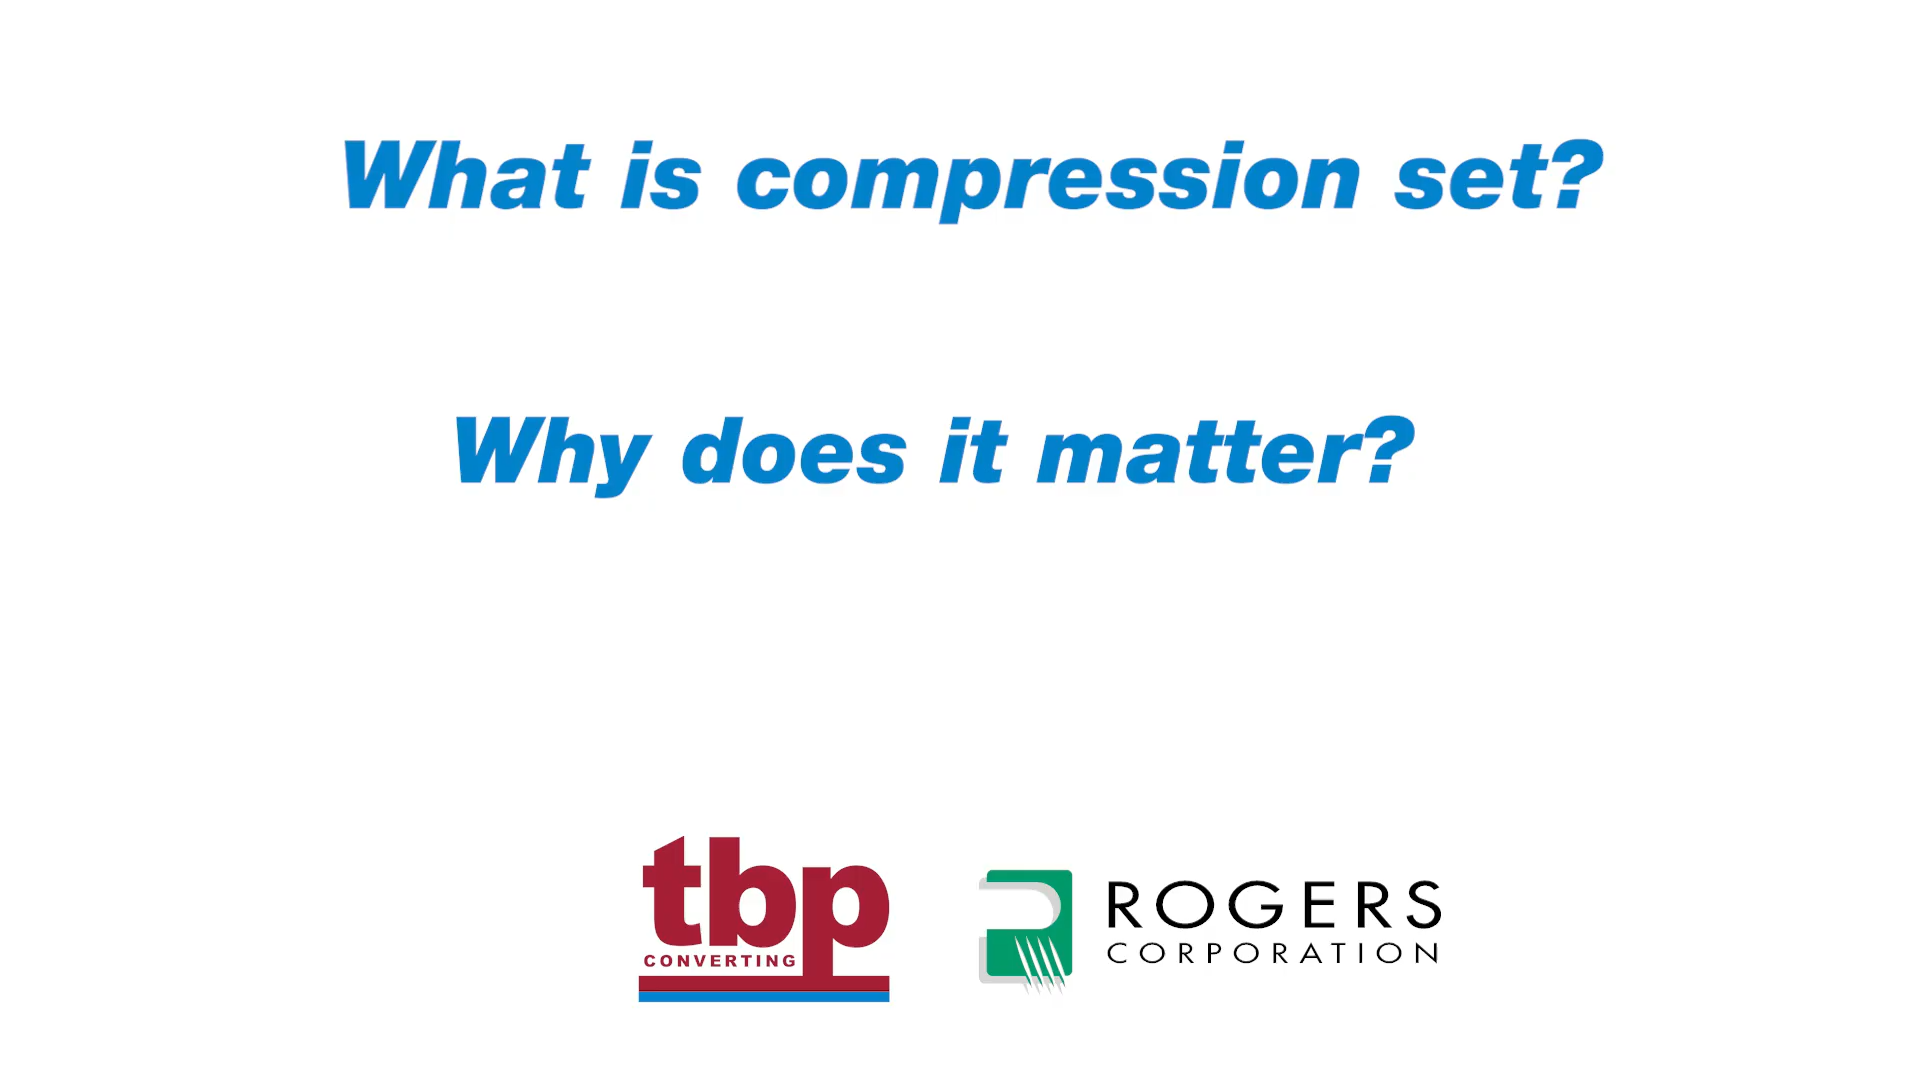 What is compression set?
Why does it matter?
tbp
CONVERTING
ROGERS
CORPORATION